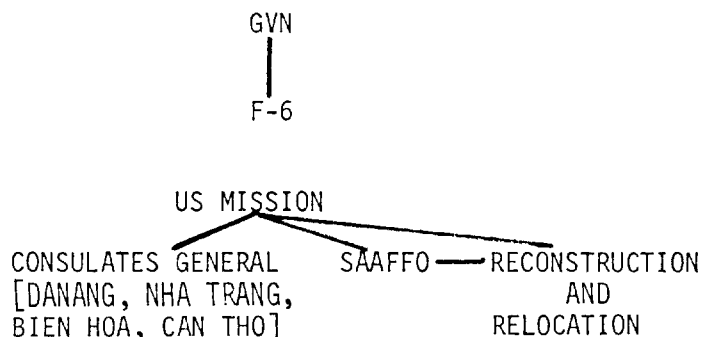 GVN
F-6
US MISSION
CONSULATES GENERAL
[DANANG, NHA TRANG,
BIEN HOA, CAN THO]
SAAFFO
RECONSTRUCTION
AND
RELOCATION